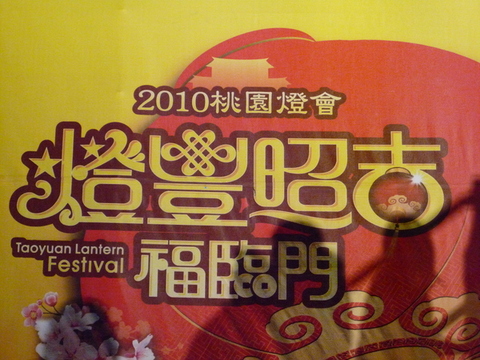 2010桃園燈會
燈豐昭吉
Taoyuan Lantern
Festival
福臨門